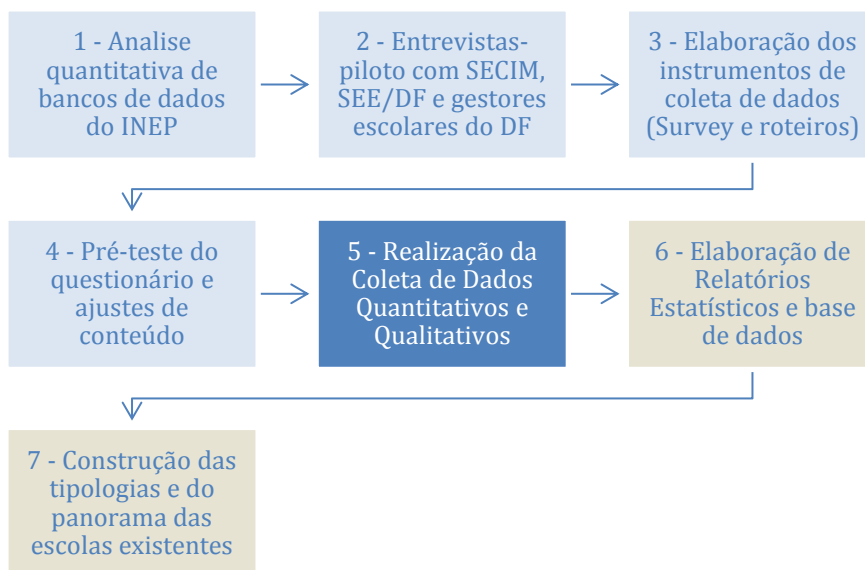 1 - Analise
quantitativa de
bancos de dados
do INEP
2 - Entrevistas-
piloto com SECIM,
SEE/DF e gestores
escolares do DF
3 - Elaboração dos
instrumentos de
coleta de dados
(Survey e roteiros)
4 - Pré-teste do
questionário e
ajustes de
conteúdo
5 - Realização da
Coleta de Dados
Quantitativos e
Qualitativos
6 - Elaboração de
Relatórios
Estatísticos e base
de dados
7 - Construção das
tipologias e do
panorama das
escolas existentes